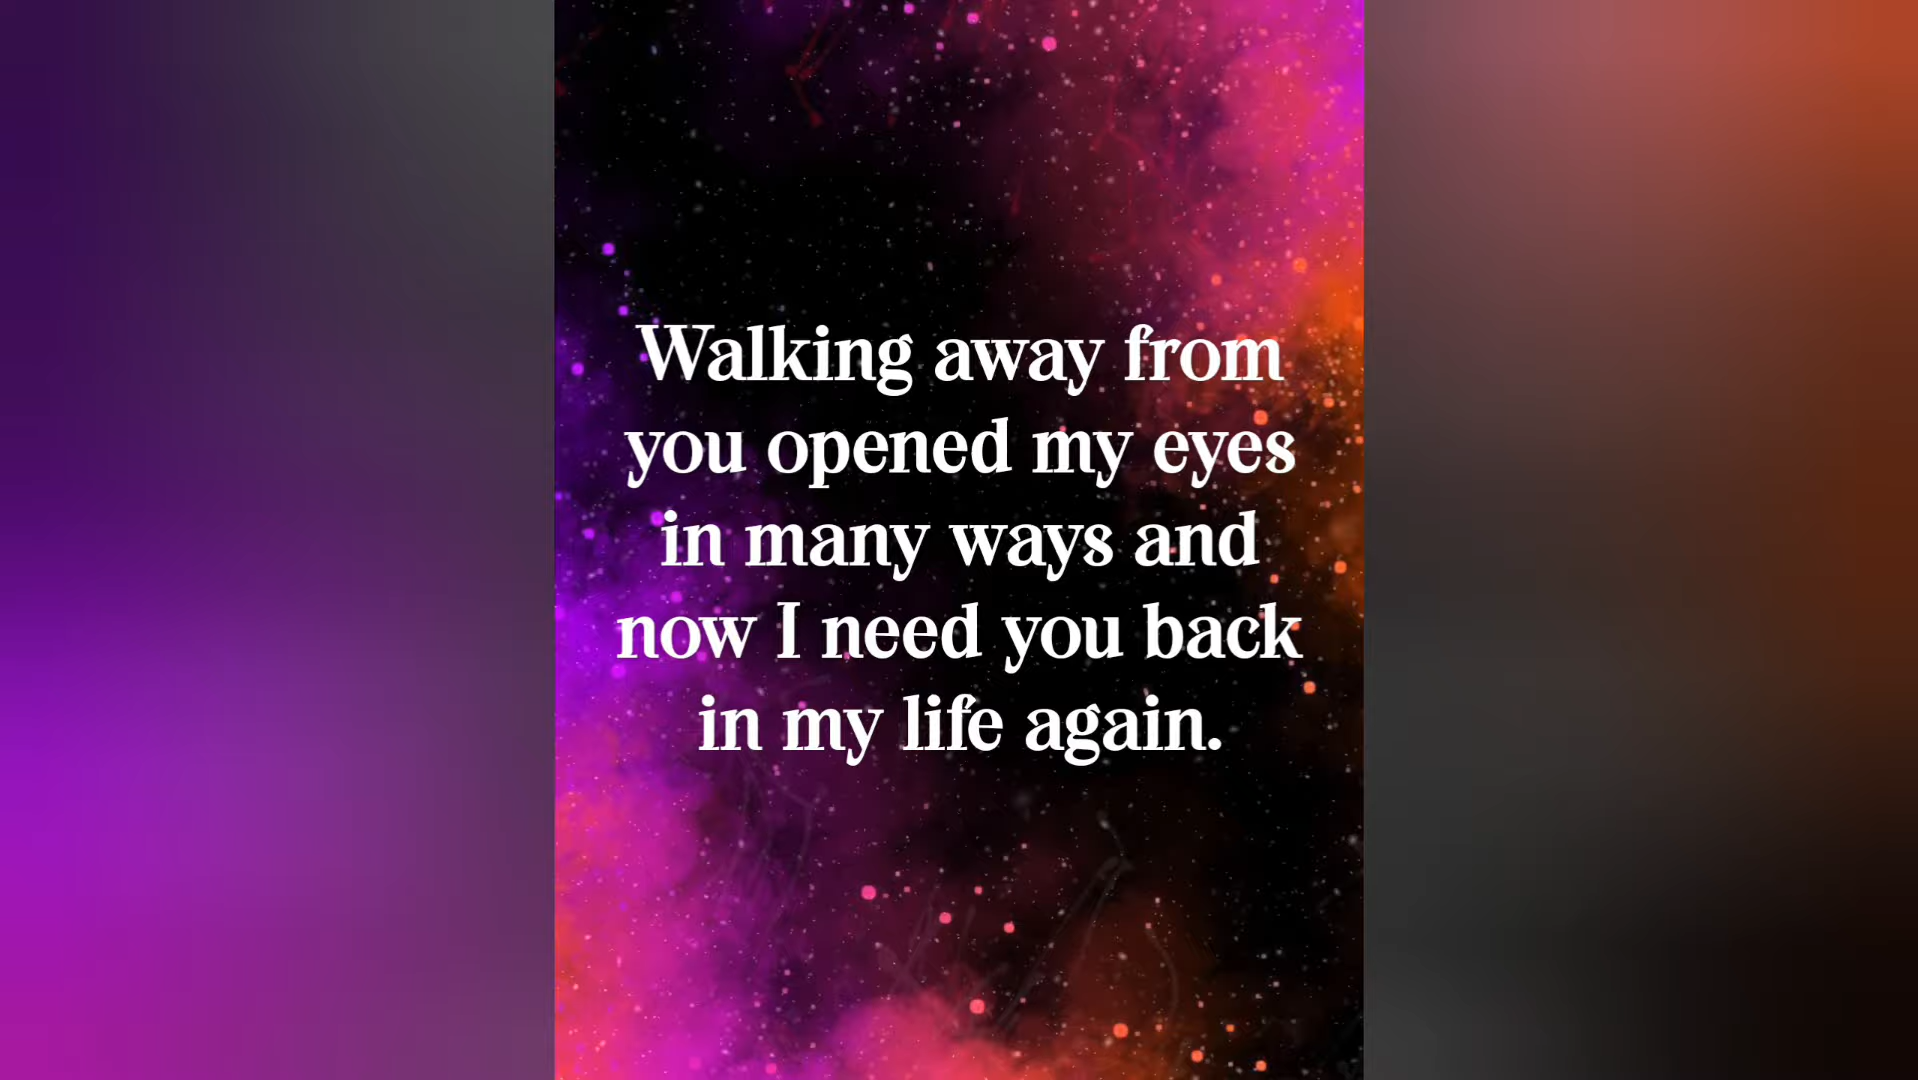 Walking away from
you opened my eyes
in many ways and
now I need you back
in my life again.